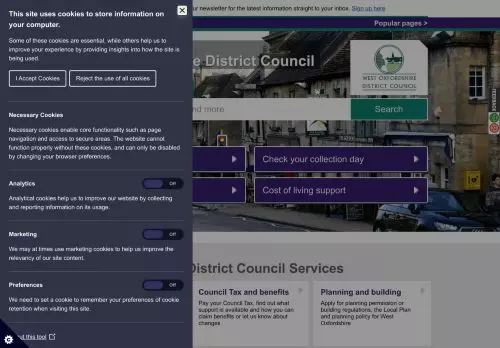 This site uses cookies to store information on
your computer.
Some of these cookies are essential, while others help us to
improve your experience by providing insights into how the site is
being used.
I Accept Cookies
Reject the use of all cookies
Necessary Cookies
Necessary cookies enable core functionality such as page
navigation and access to secure areas. The website cannot
function properly without these cookies, and can only be disabled
by changing your browser preferences.
Analytics
Off
Analytical cookies help us to improve our website by collecting
and reporting information on its usage.
Marketing
Off
We may at times use marketing cookies to help us improve the
relevancy of our site content.
Preferences
Off
We need to set a cookie to remember your preferences of cookie
retention when visiting this site.
this tool
ur newsletter for the latest information straight to your inbox. Sign up here
Popular pages >
e District Council
WEST OXFORDSHIRE
DISTRICT COUNCIL
nd more
Search
Check your collection day
Cost of living support
District Council Services
Council Tax and benefits
Pay your Council Tax, find out what
support is available and how you can
claim benefits or let us know about
changes
Planning and building
Apply for planning permission or
building regulations, the Local Plan
and planning policy for West
Oxfordshire